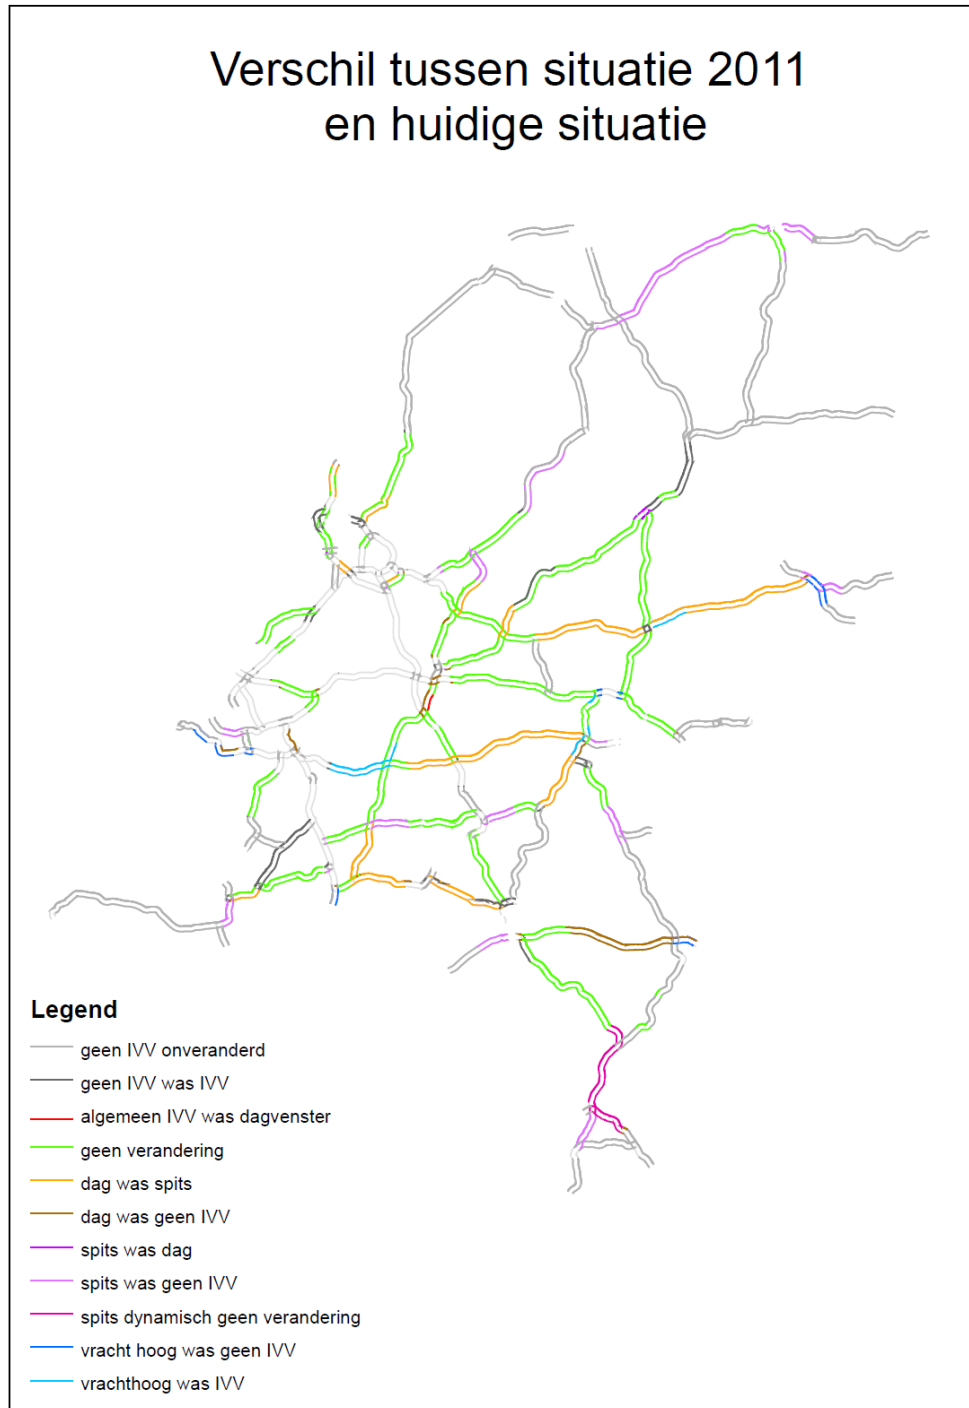 Verschil tussen situatie 2011
en huidige situatie
Legend
geen IVV onveranderd
geen IVV was IVV
algemeen IVV was dagvenster
geen verandering
dag was spits
dag was geen IVV
spits was dag
spits was geen IVV
spits dynamisch geen verandering
vracht hoog was geen IVV
vrachthoog was IVV